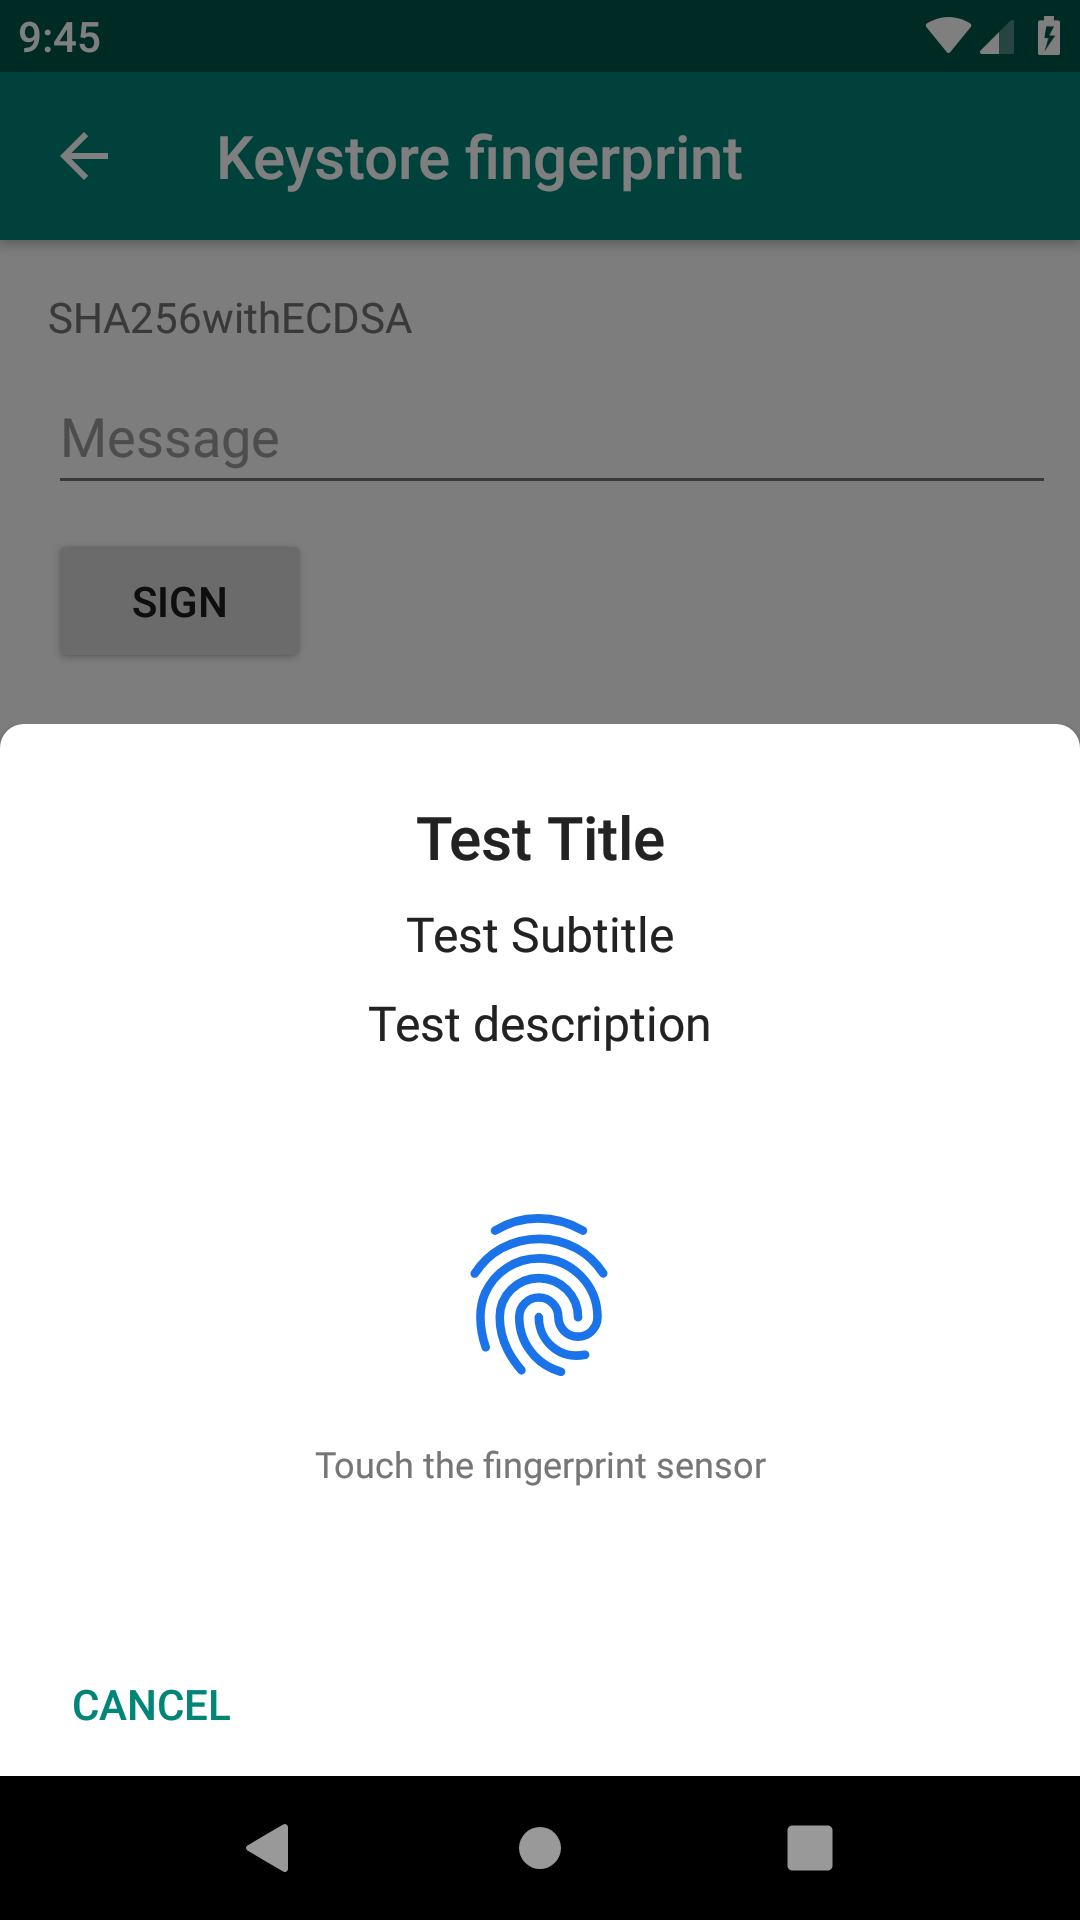 9:45
Keystore fingerprint
SHA256withECDSA
Message
SIGN
Test Title
Test Subtitle
Test description
Touch the fingerprint sensor
CANCEL